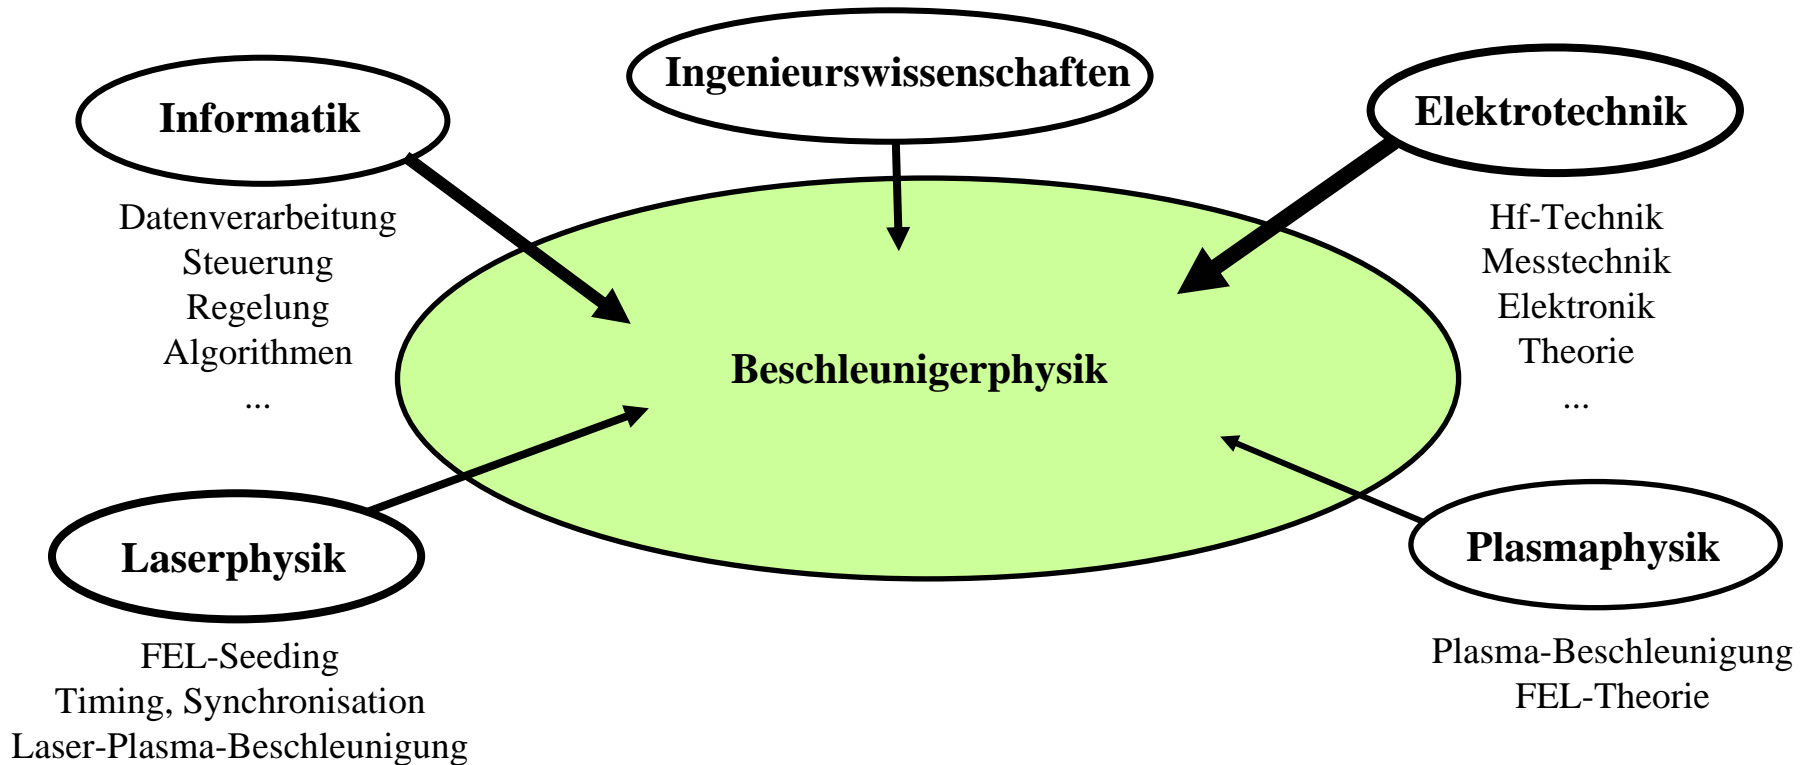 Ingenieurswissenschaften
Informatik
Datenverarbeitung
Steuerung
Regelung
Algorithmen
...
Elektrotechnik
Hf-Technik
Messtechnik
Elektronik
Theorie
...
Beschleunigerphysik
Laserphysik
FEL-Seeding
Timing, Synchronisation
Laser-Plasma-Beschleunigung
Plasmaphysik
Plasma-Beschleunigung
FEL-Theorie